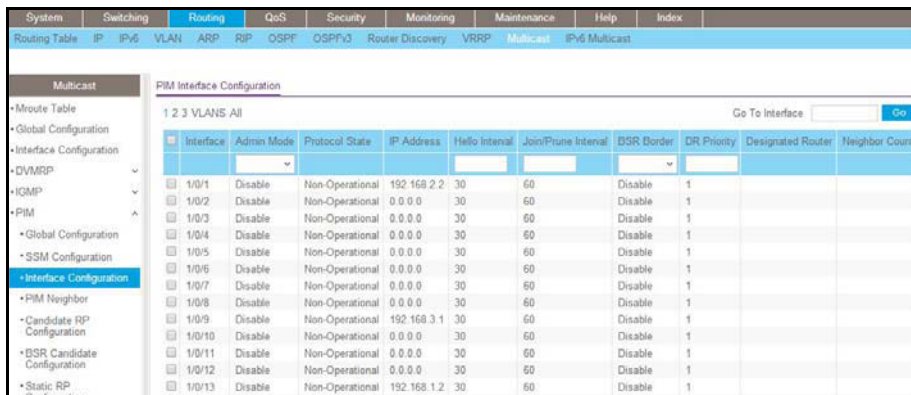 System Switching Routing QoS Security Monitoring Maintenance Help Index
Routing Table IP IPv6 VLAN ARP RIP OSPF OSPFv3 Router Discovery VRRP Multicast IPv6 Multicast
Multicast
Mroute Table
Global Configuration
Interface Configuration
DVMRP
IGMP
PIM
Global Configuration
SSM Configuration
Interface Configuration
PIM Neighbor
Candidate RP
Configuration
BSR Candidate
Configuration
Static RP
PIM Interface Configuration
1 2 3 VLANS All Go To Interface Go
Interface Admin Mode Protocol State IP Address Hello Interval Join/Prune Interval BSR Border DR Priority Designated Router Neighbor Coun
1/0/1 Disable Non-Operational 192.168.2.2 30 60 Disable 1
1/0/2 Disable Non-Operational 0.0.0.0 30 60 Disable 1
1/0/3 Disable Non-Operational 0.0.0.0 30 60 Disable 1
1/0/4 Disable Non-Operational 0.0.0.0 30 60 Disable 1
1/0/5 Disable Non-Operational 0.0.0.0 30 60 Disable 1
1/0/6 Disable Non-Operational 0.0.0.0 30 60 Disable 1
1/0/7 Disable Non-Operational 0.0.0.0 30 60 Disable 1
1/0/8 Disable Non-Operational 0.0.0.0 30 60 Disable 1
1/0/9 Disable Non-Operational 192.168.3.1 30 60 Disable 1
1/0/10 Disable Non-Operational 0.0.0.0 30 60 Disable 1
1/0/11 Disable Non-Operational 0.0.0.0 30 60 Disable 1
1/0/12 Disable Non-Operational 0.0.0.0 30 60 Disable 1
1/0/13 Disable Non-Operational 192.168.1.2 30 60 Disable 1